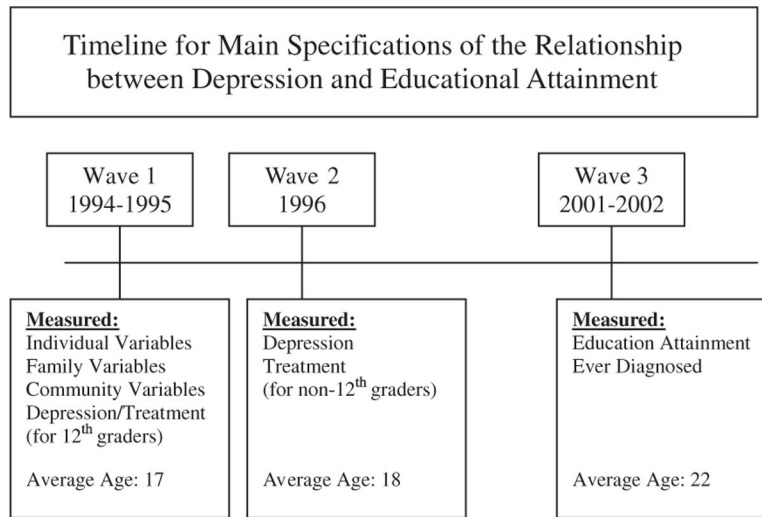 Timeline for Main Specifications of the Relationship
between Depression and Educational Attainment
Wave 1
1994-1995
Wave 2
1996
Wave 3
2001-2002
Measured:
Individual Variables
Family Variables
Community Variables
Depression/Treatment
(for 12th graders)
Average Age: 17
Measured:
Depression
Treatment
(for non-12th graders)
Average Age: 18
Measured:
Education Attainment
Ever Diagnosed
Average Age: 22